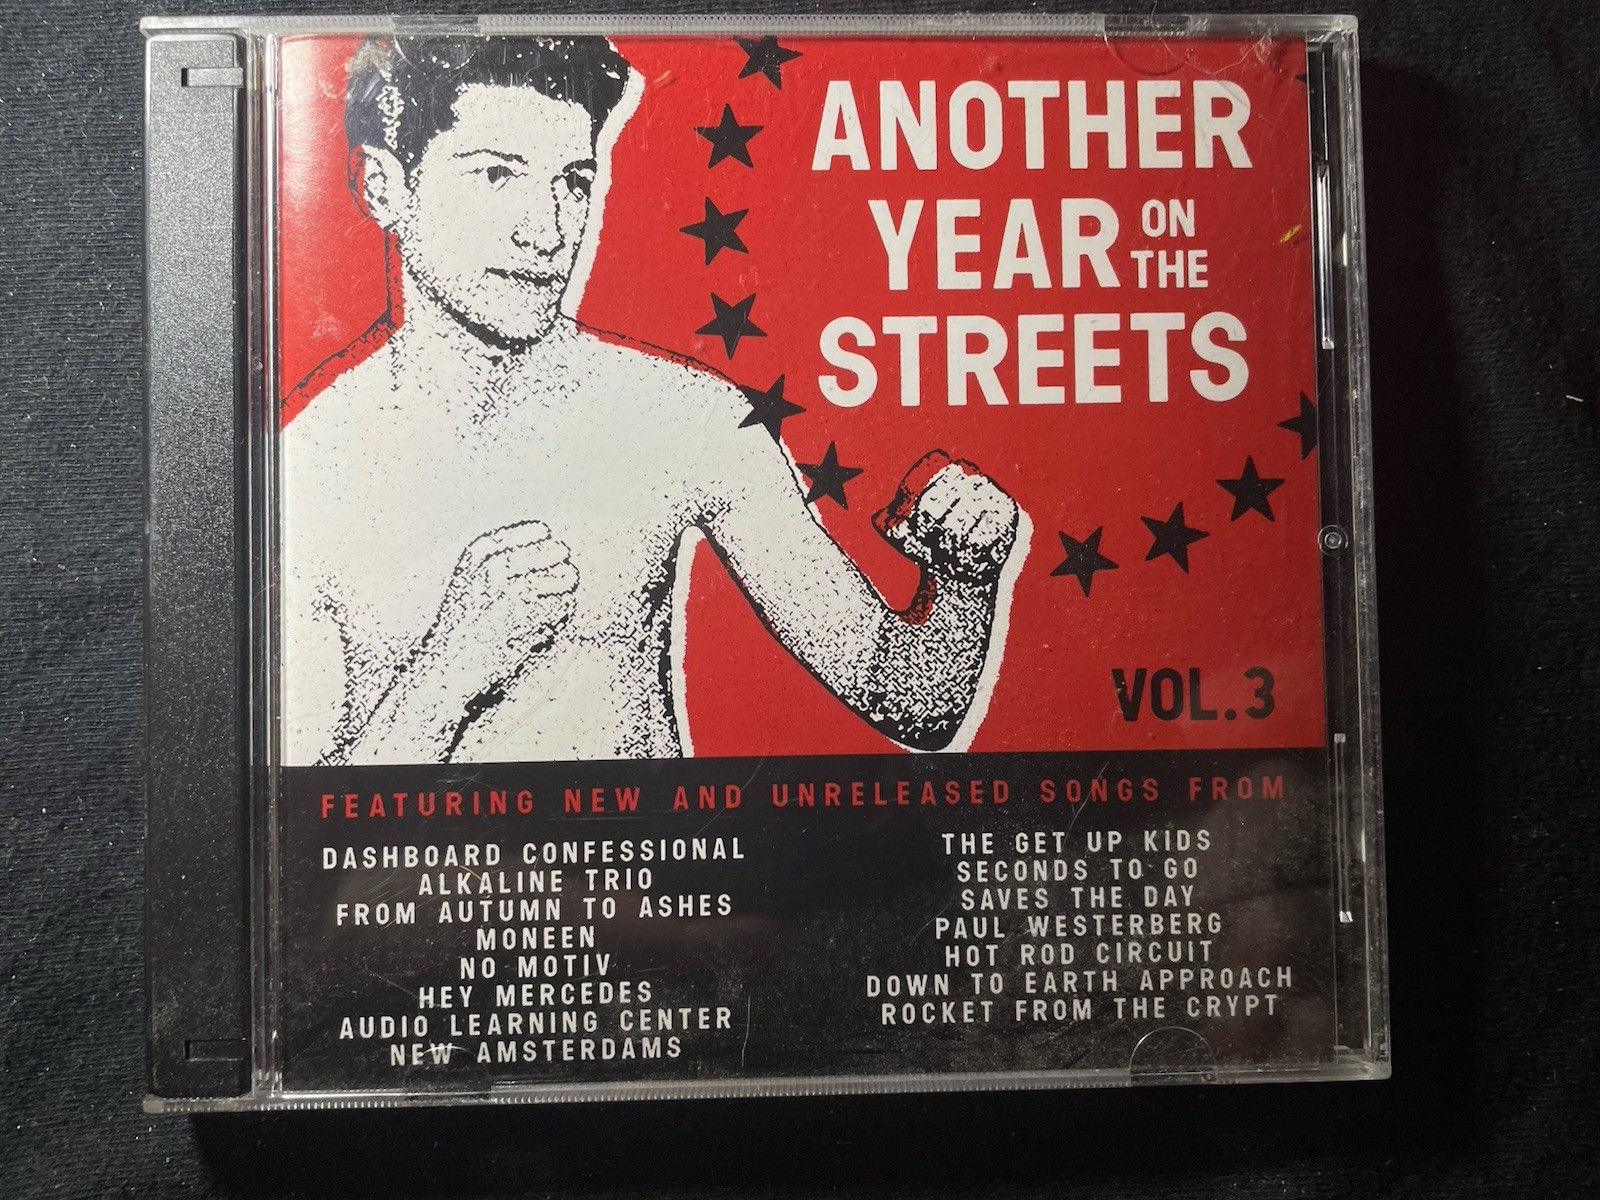 ANOTHER
YEAR ON THE
STREETS
VOL.3
FEATURING NEW AND UNRELEASED SONGS FROM
DASHBOARD CONFESSIONAL
ALKALINE TRIO
FROM AUTUMN TO ASHES
MONEEN
NO MOTIV
HEY MERCEDES
AUDIO LEARNING CENTER
NEW AMSTERDAMS
THE GET UP KIDS
SECONDS TO GO
SAVES THE DAY
PAUL WESTERBERG
HOT ROD CIRCUIT
DOWN TO EARTH APPROACH
ROCKET FROM THE CRYPT